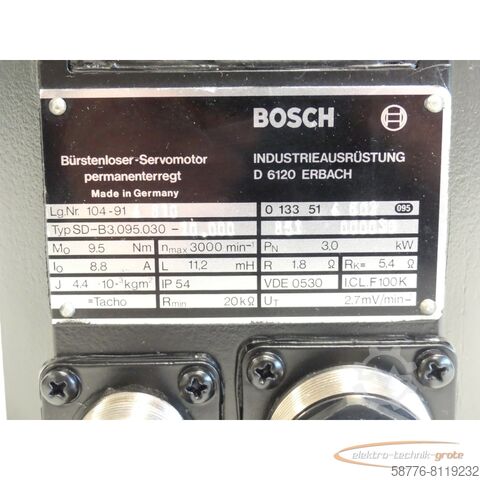 BOSCH
Bürstenloser-Servomotor
permanenterregt
Made in Germany
INDUSTRIEAUSRÜSTUNG
D 6120 ERBACH
Lg.Nr. 104-91
0 133 51 095
Typ SD-B3.095.030-
M₀ 9.5 Nm nmax 3000 min⁻¹ PN 3,0 kW
I₀ 8.8 A L 11,2 mH R 1.8 Ω RK= 5.4 Ω
J 4.4 ·10⁻³kgm² IP 54 VDE 0530 I.CL.F 100K
=Tacho Rmin 20kΩ UT 2.7mV/min-
elektro-technik-grote
58776-8119232